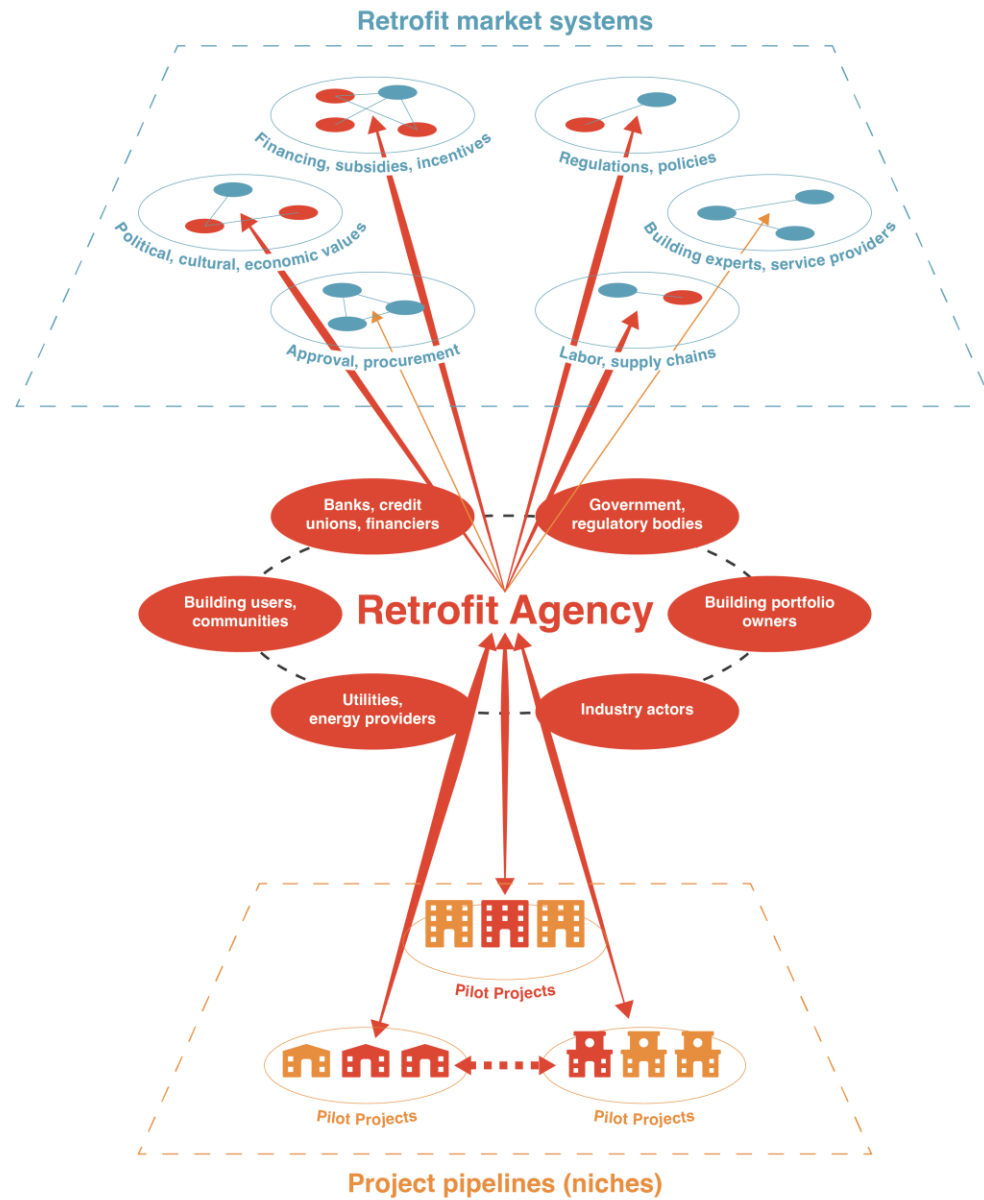 Retrofit market systems
Financing, subsidies, incentives
Regulations, policies
Political, cultural, economic values
Building experts, service providers
Approval, procurement
Labor, supply chains
Banks, credit
unions, financiers
Government,
regulatory bodies
Building users,
communities
Retrofit Agency
Building portfolio
owners
Utilities,
energy providers
Industry actors
Pilot Projects
Pilot Projects
Pilot Projects
Project pipelines (niches)